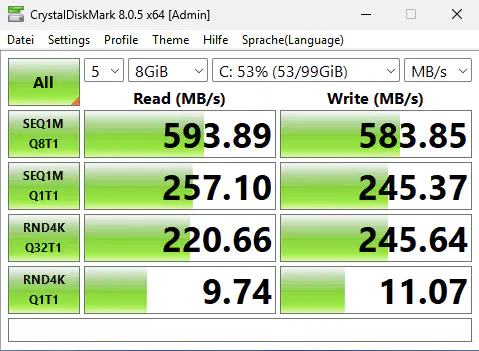 CrystalDiskMark 8.0.5 x64 [Admin]
Datei Settings Profile Theme Hilfe Sprache(Language)
All 5 8GiB C: 53% (53/99GiB) MB/s
Read (MB/s) Write (MB/s)
SEQ1M
Q8T1 593.89 583.85
SEQ1M
Q1T1 257.10 245.37
RND4K
Q32T1 220.66 245.64
RND4K
Q1T1 9.74 11.07